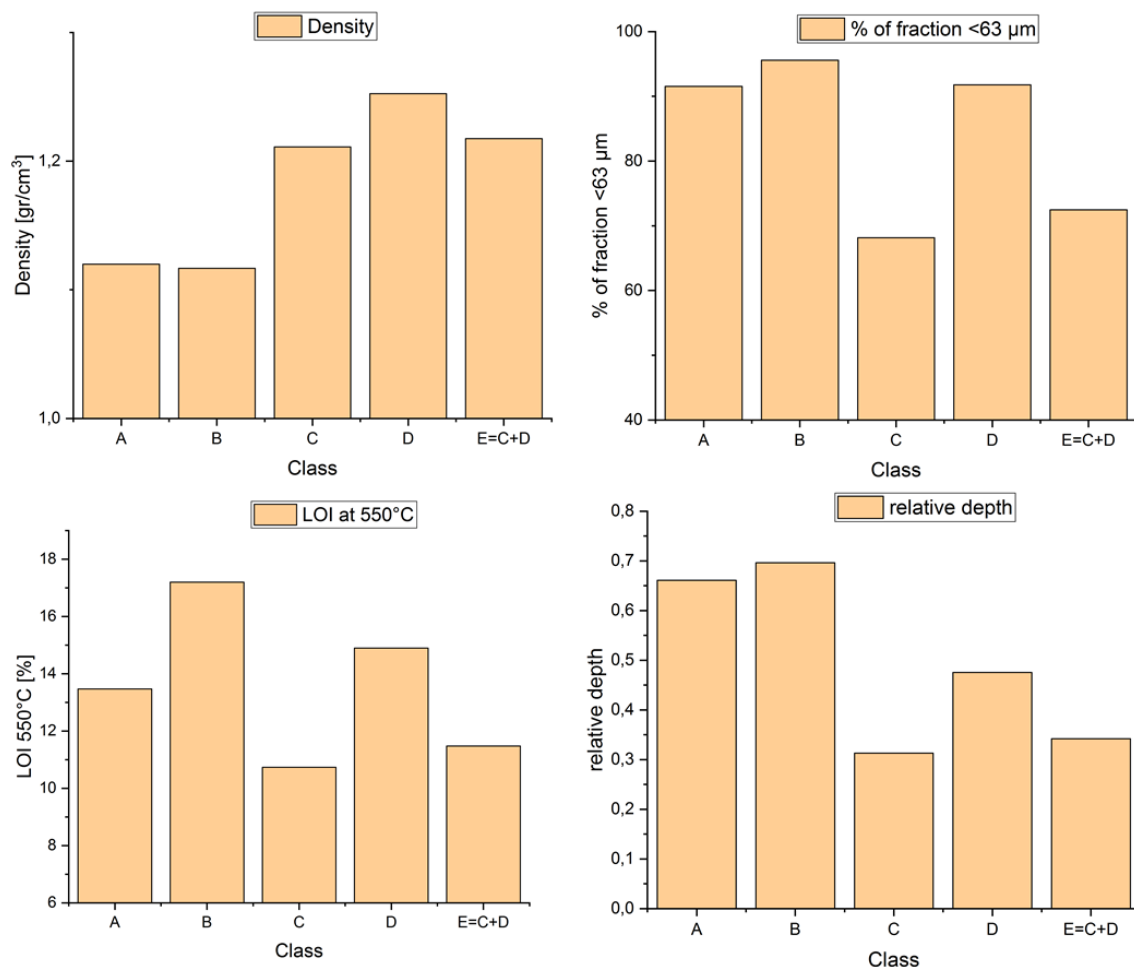 Density
Density [gr/cm³]
1,2
1,0
A B C D E=C+D
Class
% of fraction <63 µm
% of fraction <63 µm
100
80
60
40
A B C D E=C+D
Class
LOI at 550°C
LOI 550°C [%]
18
16
14
12
10
8
6
A B C D E=C+D
Class
relative depth
relative depth
0,8
0,7
0,6
0,5
0,4
0,3
0,2
0,1
0,0
A B C D E=C+D
Class